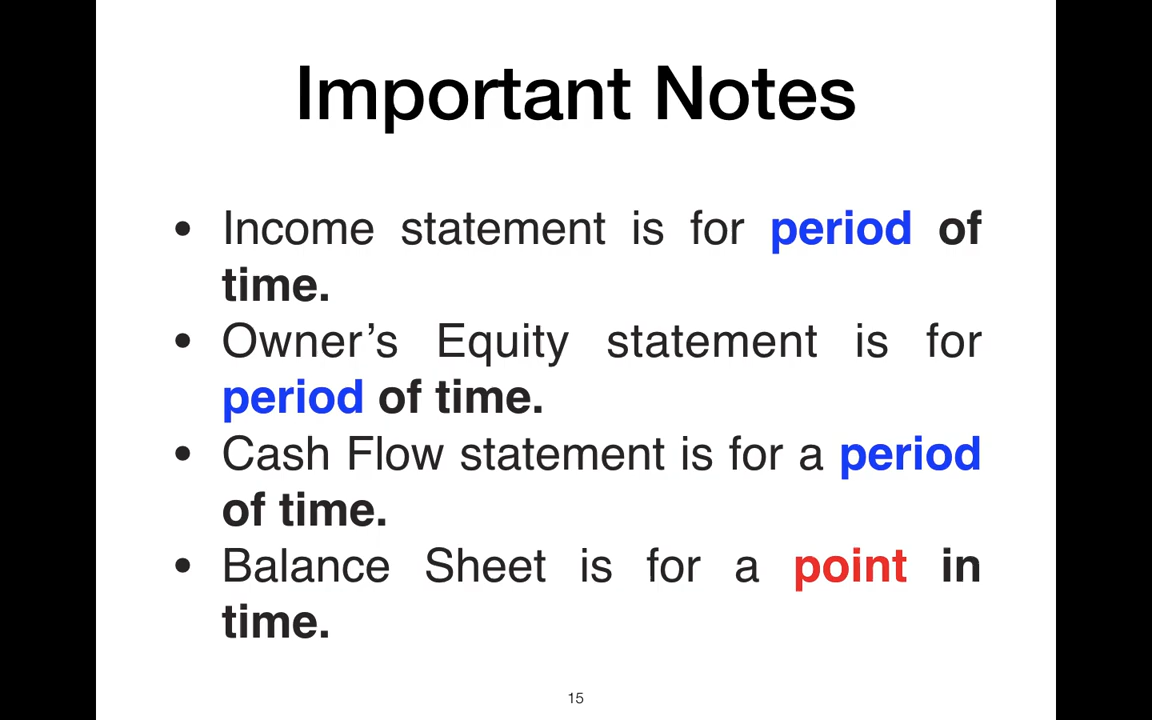 Important Notes
• Income statement is for period of
time.
• Owner’s Equity statement is for
period of time.
• Cash Flow statement is for a period
of time.
• Balance Sheet is for a point in
time.
15